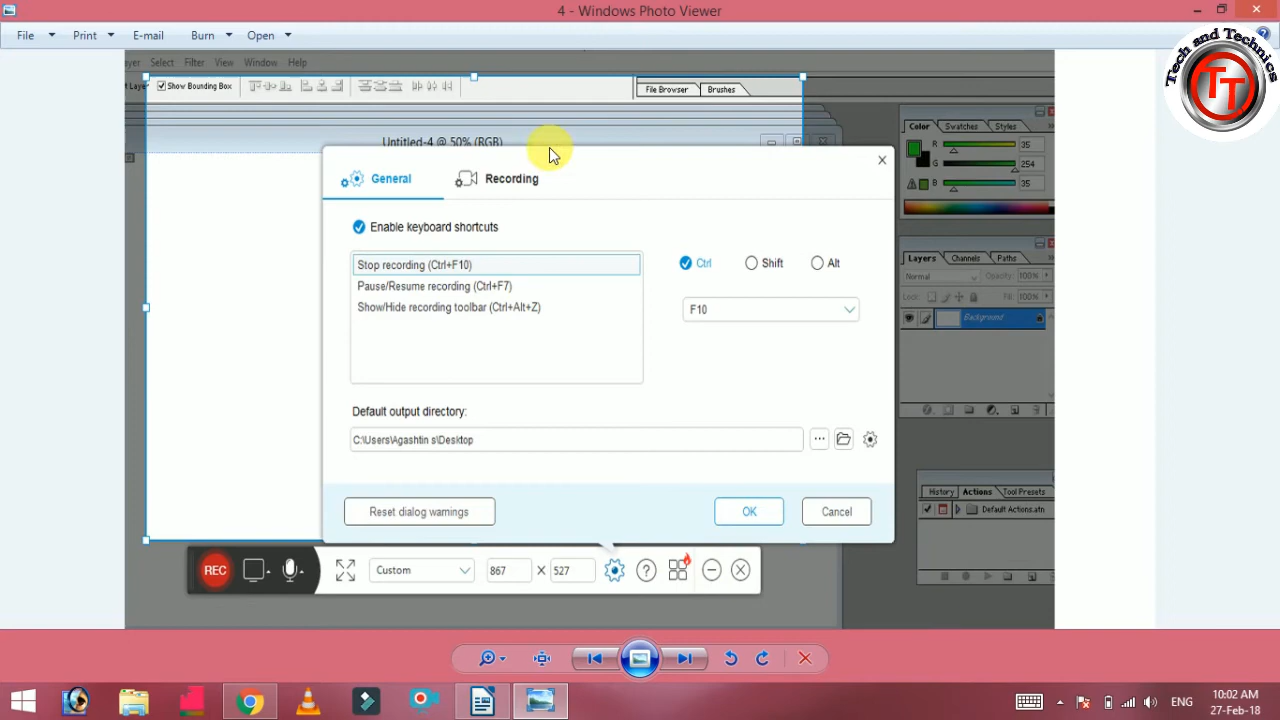 4 - Windows Photo Viewer
File Print E-mail Burn Open
Tech and Technics
TT
Select Filter View Window Help
Show Bounding Box
File Browser Brushes
Untitled-4 @ 50% (RGB)
Color Swatches Styles
R 35
G 254
B 35
General Recording
Enable keyboard shortcuts
Stop recording (Ctrl+F10)
Pause/Resume recording (Ctrl+F7)
Show/Hide recording toolbar (Ctrl+Alt+Z)
Ctrl Shift Alt
F10
Default output directory:
C:\Users\Agashtin s\Desktop
Reset dialog warnings OK Cancel
Layers Channels Paths
Normal Opacity: 100%
Lock: Fill: 100%
Background
History Actions Tool Presets
Default Actions.atn
REC Custom 867 X 527
ENG
10:02 AM
27-Feb-18